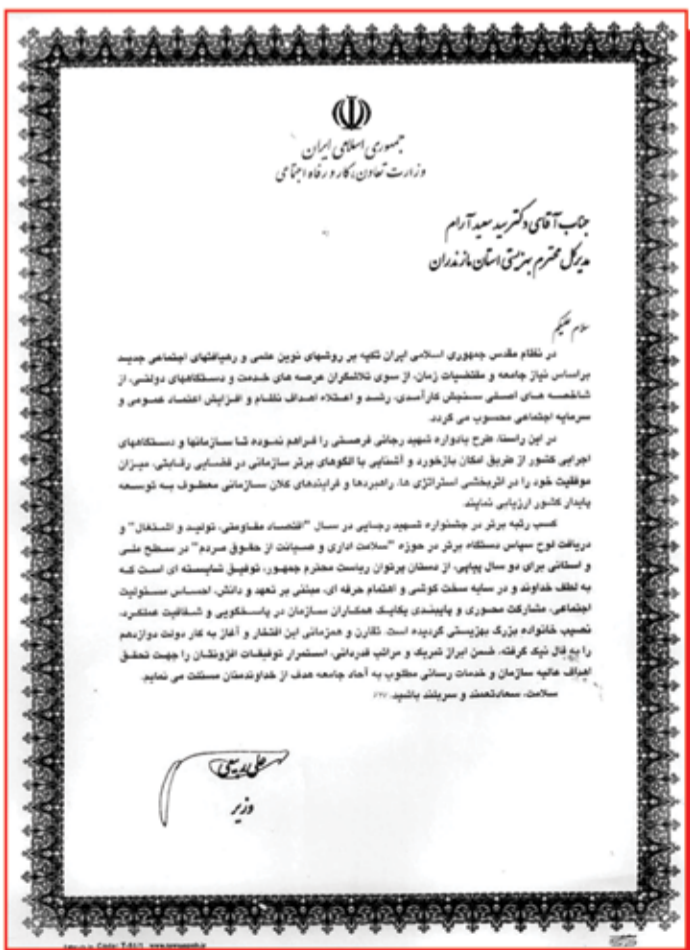 جمهوری اسلامی ایران
وزارت تعاون، کار و رفاه اجتماعی
جناب آقای دکتر سید سعید آرام
مدیرکل محترم بهزیستی استان مازندران
سلام علیکم
در نظام مقدس جمهوری اسلامی ایران تکیه بر روشهای نوین علمی و رهیافتهای اجتماعی جدید
براساس نیاز جامعه و مقتضیات زمان، از سوی تلاشگران عرصه های خدمت و دستگاههای دولتی، از
شاخصه های اصلی سنجش کارآمدی، رشد و اعتلاء اهداف نظام و افزایش اعتماد عمومی و
سرمایه اجتماعی محسوب می گردد.
در این راستا، طرح یادواره شهید رجائی فرصتی را فراهم نموده تا سازمانها و دستگاههای
اجرایی کشور از طریق امکان بازخورد و آشنایی با الگوهای برتر سازمانی در فضایی رقابتی، میزان
موفقیت خود را در اثربخشی استراتژی ها، راهبردها و فرایندهای کلان سازمانی معطوف به توسعه
پایدار کشور ارزیابی نمایند.
کسب رتبه برتر در جشنواره شهید رجایی در سال "اقتصاد مقاومتی، تولید و اشتغال" و
دریافت لوح سپاس دستگاه برتر در حوزه "سلامت اداری و صیانت از حقوق مردم" در سطح ملی
و استانی برای دو سال پیاپی، از دستان پرتوان ریاست محترم جمهور، توفیق شایسته ای است که
به لطف خداوند و در سایه سخت کوشی و اهتمام حرفه ای، مبتنی بر تعهد و دانش، احساس مسئولیت
اجتماعی، مشارکت محوری و پایبندی یکایک همکاران سازمان در پاسخگویی و شفافیت عملکرد،
نصیب خانواده بزرگ بهزیستی گردیده است. تقارن و همزمانی این افتخار و آغاز به کار دولت دوازدهم
را به فال نیک گرفته، ضمن ابراز تبریک و مراتب قدردانی، استمرار توفیقات افزونتان را جهت تحقق
اهداف عالیه سازمان و خدمات رسانی مطلوب به آحاد جامعه هدف از خداوندمنان مسئلت می نمایم.
سلامت، سعادتمند و سربلند باشید.
علی ربیعی
وزیر